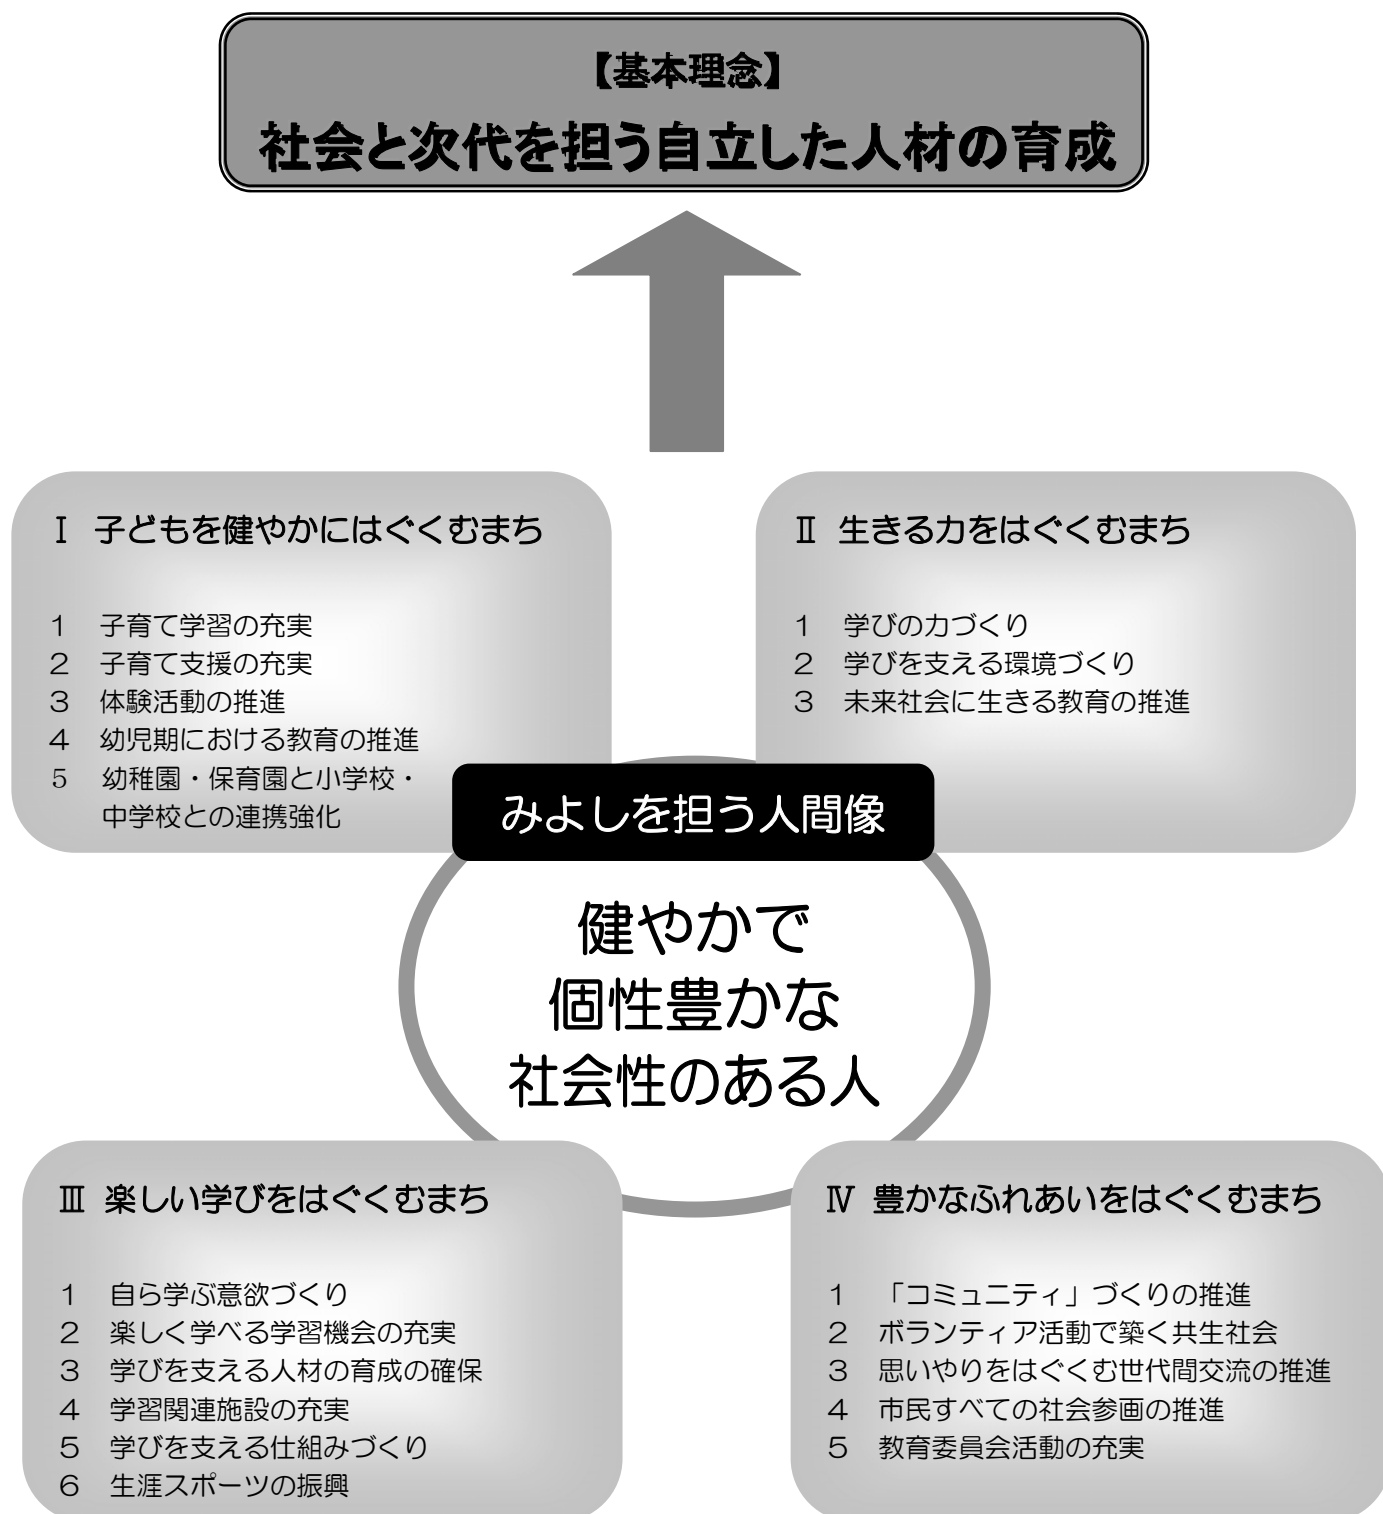 【基本理念】
社会と次代を担う自立した人材の育成
Ⅰ 子どもを健やかにはぐくむまち
1 子育て学習の充実
2 子育て支援の充実
3 体験活動の推進
4 幼児期における教育の推進
5 幼稚園・保育園と小学校・
中学校との連携強化
Ⅱ 生きる力をはぐくむまち
1 学びの力づくり
2 学びを支える環境づくり
3 未来社会に生きる教育の推進
みよしを担う人間像
健やかで
個性豊かな
社会性のある人
Ⅲ 楽しい学びをはぐくむまち
1 自ら学ぶ意欲づくり
2 楽しく学べる学習機会の充実
3 学びを支える人材の育成の確保
4 学習関連施設の充実
5 学びを支える仕組みづくり
6 生涯スポーツの振興
Ⅳ 豊かなふれあいをはぐくむまち
1 「コミュニティ」づくりの推進
2 ボランティア活動で築く共生社会
3 思いやりをはぐくむ世代間交流の推進
4 市民すべての社会参画の推進
5 教育委員会活動の充実